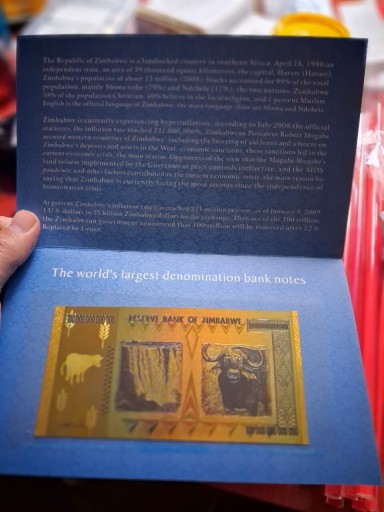 The Republic of Zimbabwe is a landlocked country in southern Africa. April 18, 1980 an
independent state, an area of 39 thousand square kilometers, the capital, Harare (Harare)
Zimbabwe's population of about 13 million (2008), blacks accounted for 99% of the total
population, mainly Shona tribe (79%) and Ndebele (17%), the two nations, Zimbabwe
58% of the population Christian, 40% believe in the local religion, and 1 percent Muslim
English is the official language of Zimbabwe, the main language there are Shona and Ndebele
Zimbabwe is currently experiencing hyperinflation, according to July 2008 the official
statistics, the inflation rate reached 231,000,000%, Zimbabwean President Robert Mugabe
accused western countries of Zimbabwe, including the freezing of aid loans and a freeze on
Zimbabwe's deposits and assets in the West, economic sanctions, these sanctions led to the
current economic crisis, the main status. Opponents of the view that the Mugabe Mugabe's
land reform implemented by the Government price controls ineffective, and the AIDS
pandemic and other factors contributed to the current economic crisis, the main reason for
saying that Zimbabwe is currently facing the most serious since the independence of
humanitarian crisis
At present Zimbabwe's inflation rate has reached 231 million percent, as of January 9, 2009
1 U.S. dollars to 25 billion Zimbabwe dollars on the exchange. Then out of the 100 trillion
the Zimbabwean government announced that 100 trillion will be removed after 12 0
Replaced by 1 yuan
The world's largest denomination bank notes
RESERVE BANK OF ZIMBABWE